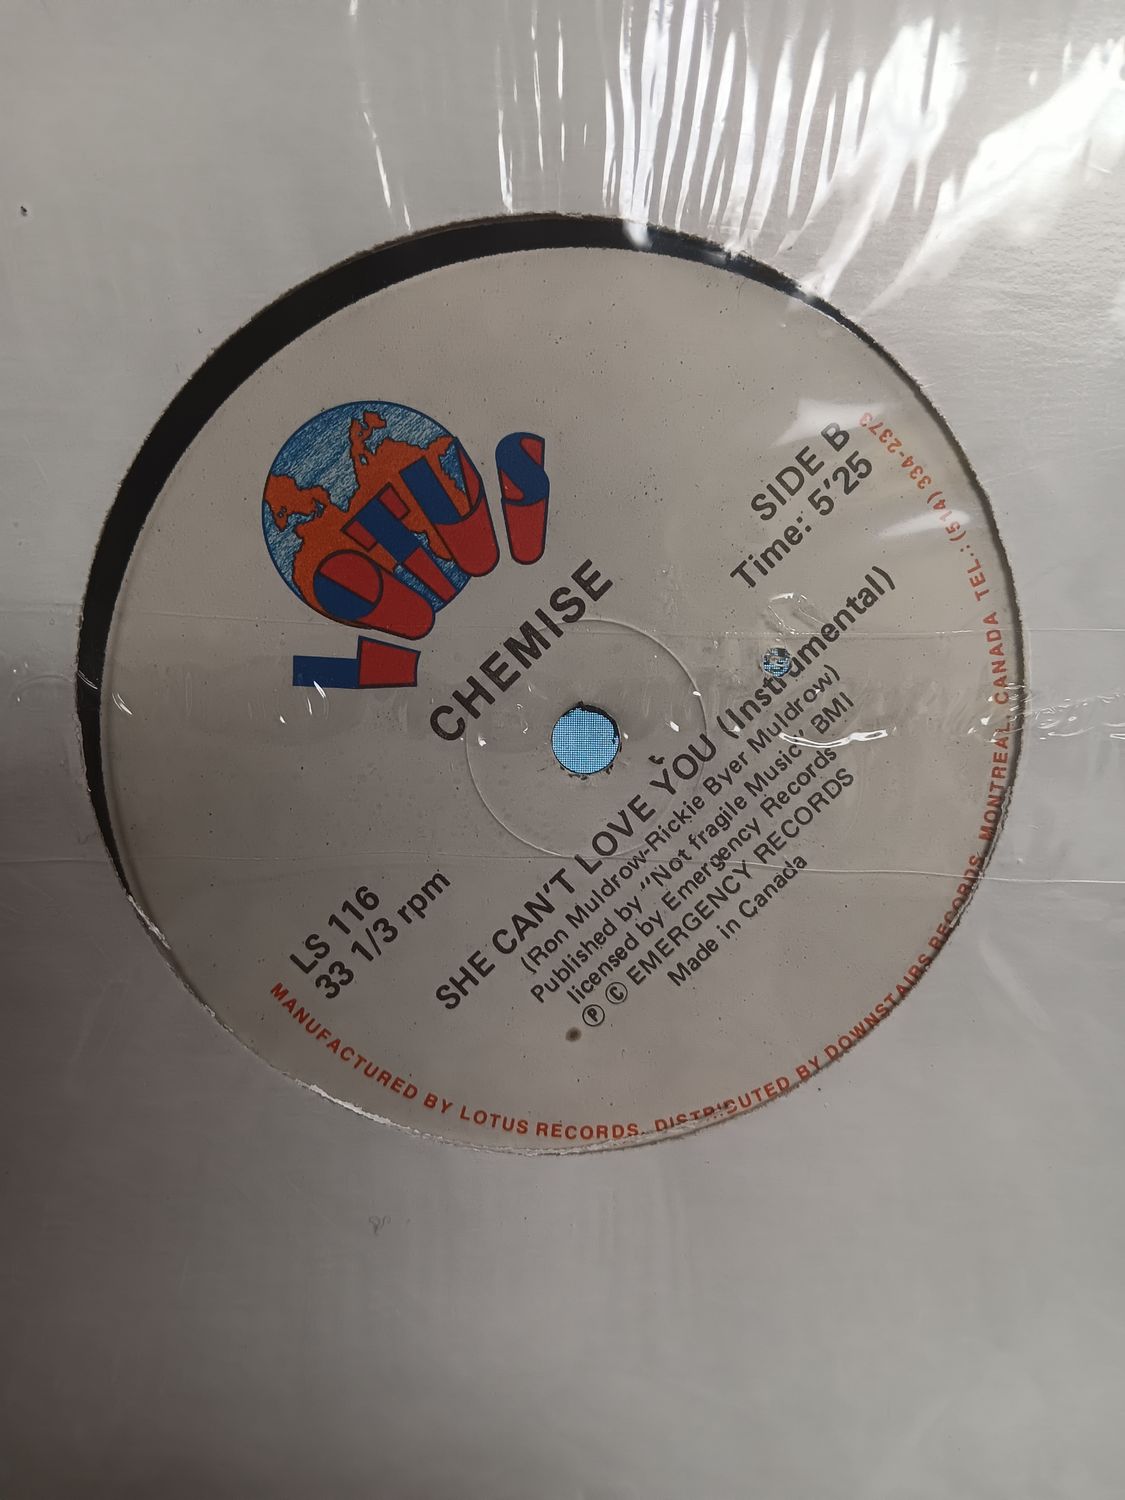 LOTUS
CHEMISE
SIDE B
Time: 5'25
LS 116
33 1/3 rpm
SHE CAN'T LOVE YOU (Instrumental)
(Ron Muldrow-Rickie Byer Muldrow)
Published by "Not fragile Music", BMI
licensed by Emergency Records
Ⓟ © EMERGENCY RECORDS
Made in Canada
MANUFACTURED BY LOTUS RECORDS. DISTRIBUTED BY DOWNSTAIRS RECORDS. MONTREAL, CANADA TEL.: (514) 334-2373